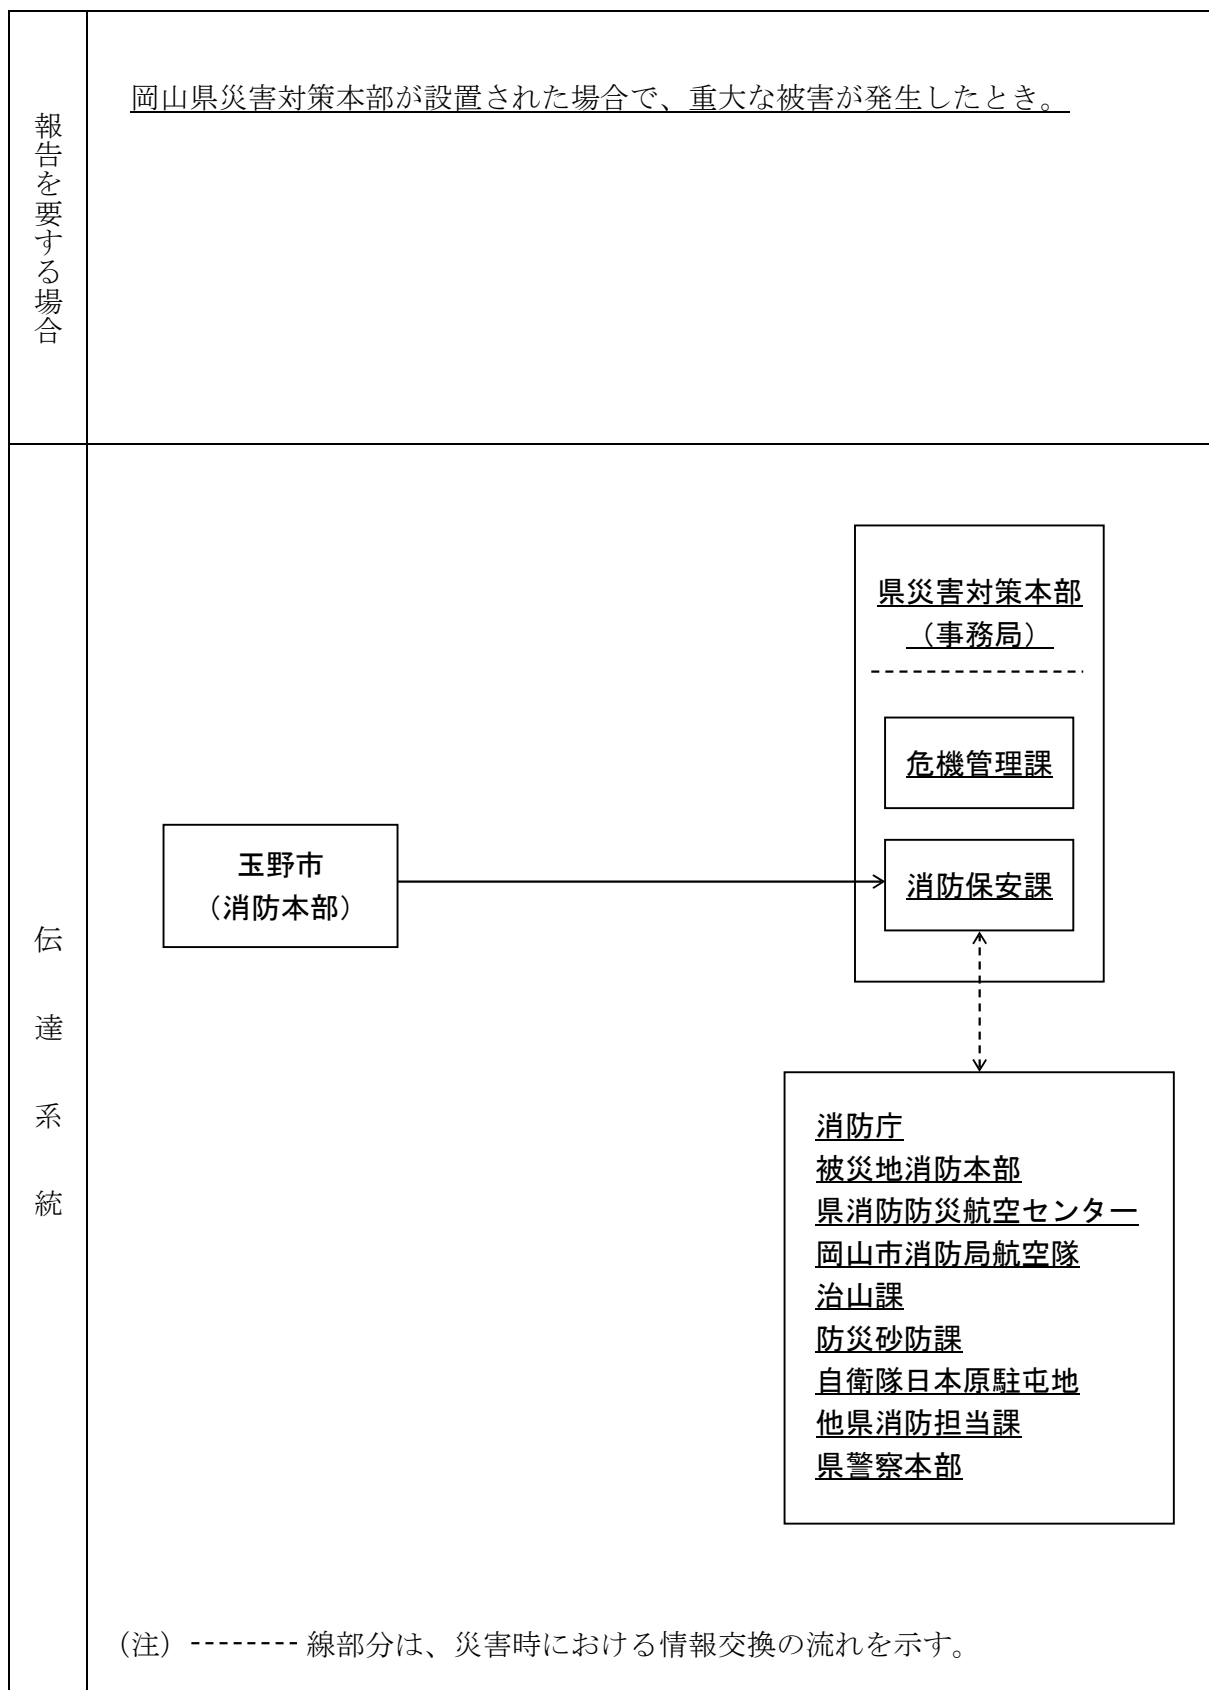 報告を要する場合
岡山県災害対策本部が設置された場合で、重大な被害が発生したとき。
伝達系統
県災害対策本部
（事務局）
危機管理課
玉野市
（消防本部）
消防保安課
消防庁
被災地消防本部
県消防防災航空センター
岡山市消防局航空隊
治山課
防災砂防課
自衛隊日本原駐屯地
他県消防担当課
県警察本部
（注）-------- 線部分は、災害時における情報交換の流れを示す。